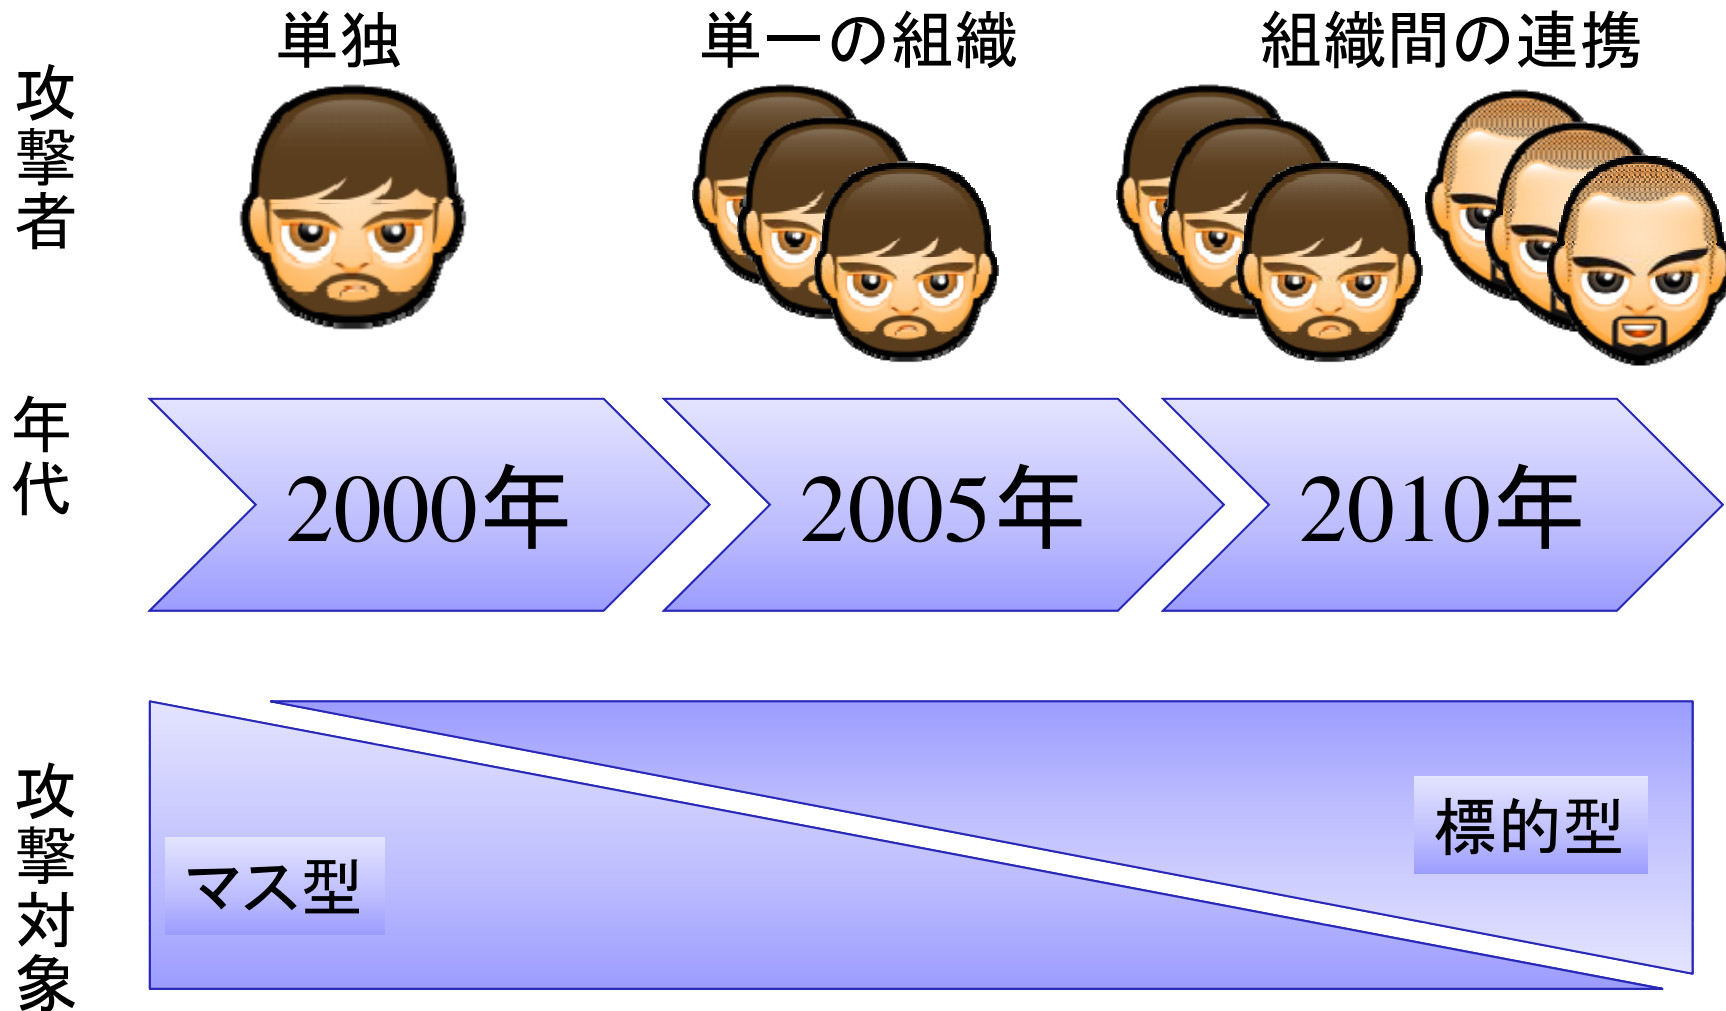 攻撃者
単独
単一の組織
組織間の連携
年代
2000年
2005年
2010年
攻撃対象
マス型
標的型